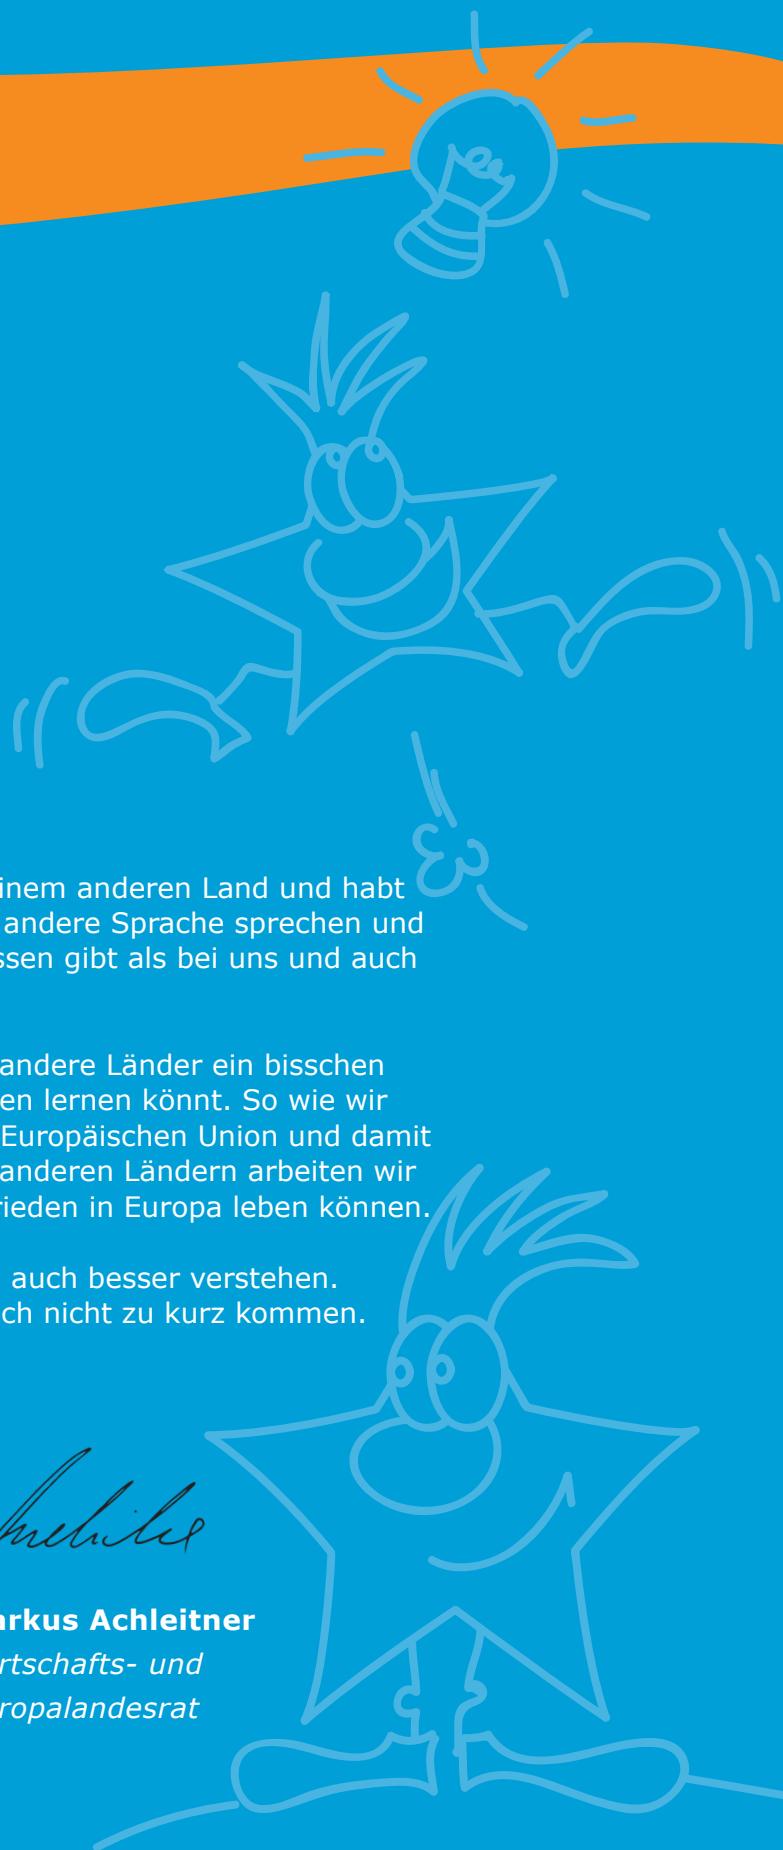 inem anderen Land und habt
andere Sprache sprechen und
ssen gibt als bei uns und auch
andere Länder ein bisschen
en lernen könnt. So wie wir
Europäischen Union und damit
anderen Ländern arbeiten wir
rieden in Europa leben können.
auch besser verstehen.
ch nicht zu kurz kommen.
arkus Achleitner
rtschafts- und
ropalandesrat